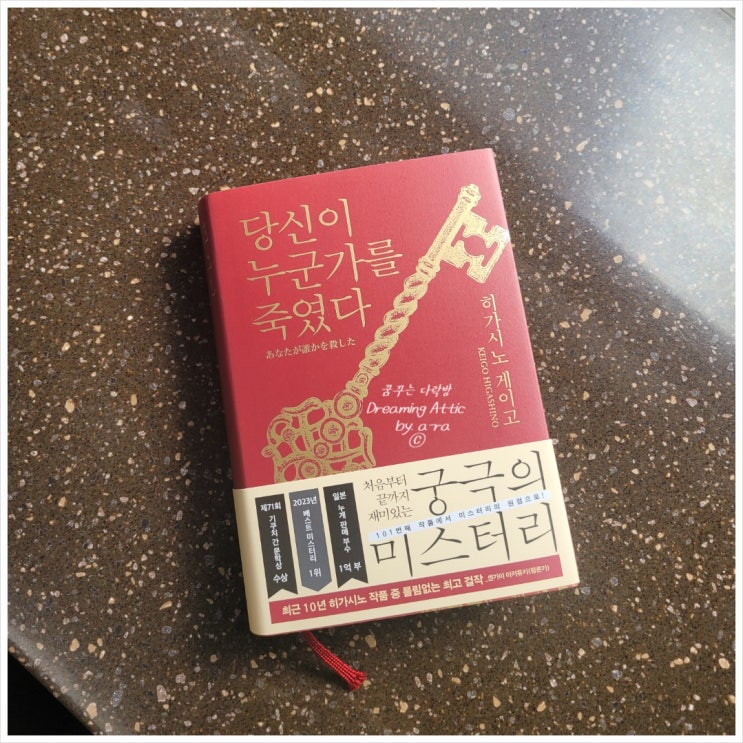 당신이
누군가를
죽였다
あなたが誰かを殺した
히가시노 게이고
KEIGO HIGASHINO
꿈꾸는 다락방
Dreaming Attic
by. a-ra
©
처음부터
끝까지
재미있는
궁극의
101번째 작품에서 미스터리의 원점으로!
미스터리
제71회
기쿠치 간 문학상
수상
2023년
베스트 미스터리
1위
일본
누계 판매 부수
1억 부
최근 10년 히가시노 작품 중 틀림없는 최고 걸작